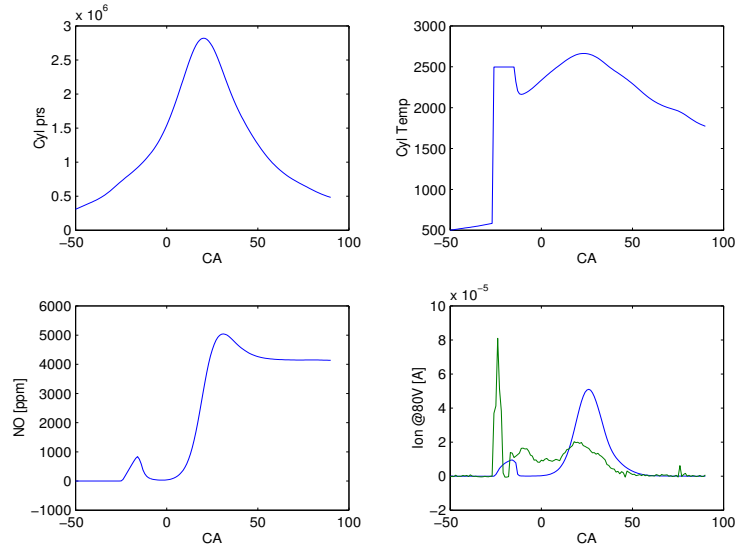 x 10^6
3
2.5
2
1.5
1
0.5
0
−50 0 50 100
CA
Cyl prs
3000
2500
2000
1500
1000
500
−50 0 50 100
CA
Cyl Temp
6000
5000
4000
3000
2000
1000
0
−1000
−50 0 50 100
CA
NO [ppm]
x 10^−5
10
8
6
4
2
0
−2
−50 0 50 100
CA
Ion @80V [A]